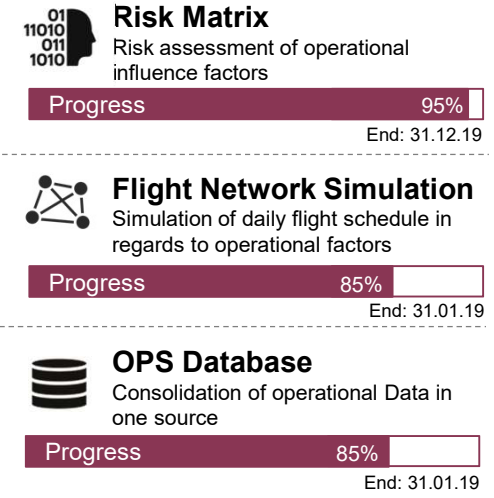 01
11010
011
1010
Risk Matrix
Risk assessment of operational
influence factors
Progress 95%
End: 31.12.19
Flight Network Simulation
Simulation of daily flight schedule in
regards to operational factors
Progress 85%
End: 31.01.19
OPS Database
Consolidation of operational Data in
one source
Progress 85%
End: 31.01.19